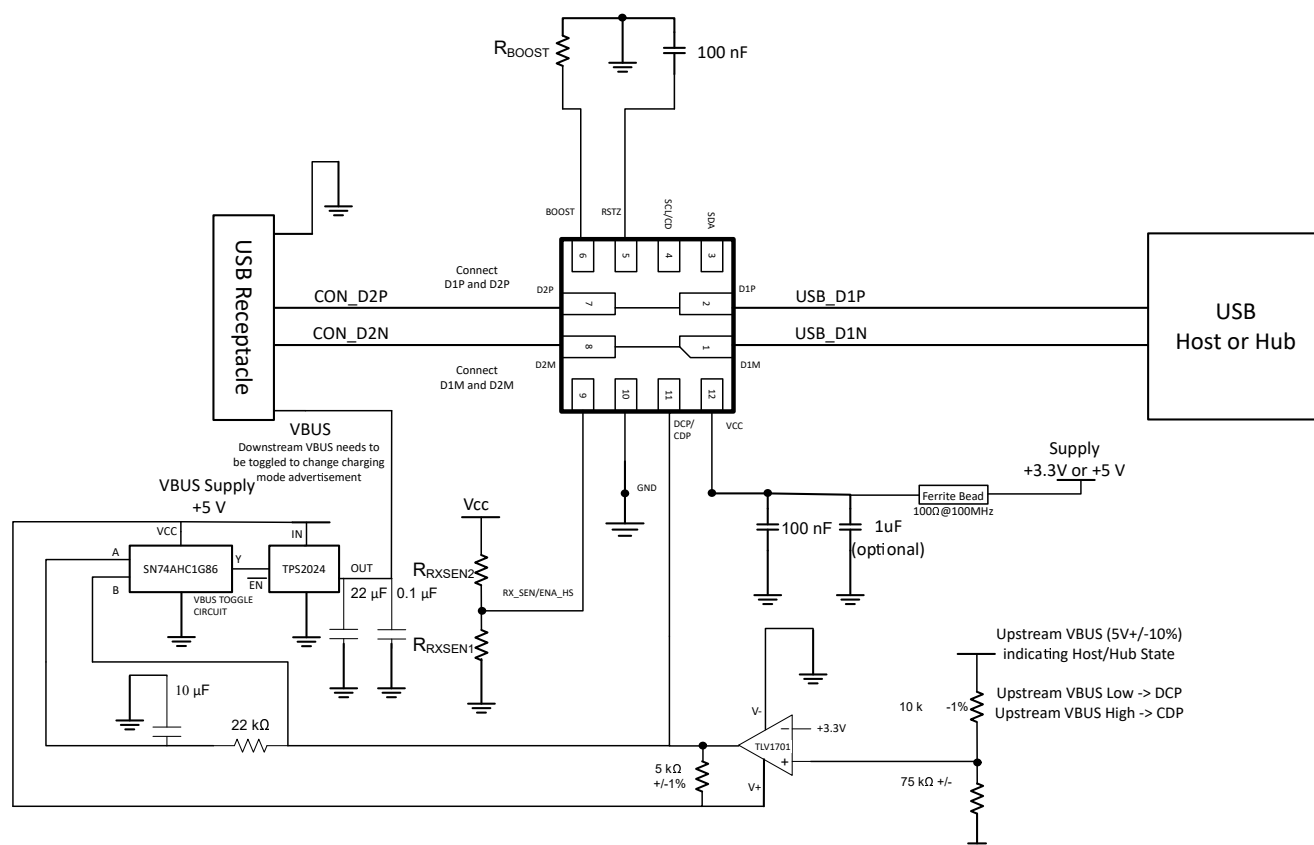 R_BOOST
100 nF
BOOST
RSTZ
SCL/CD
SDA
6
5
4
3
USB Receptacle
Connect
D1P and D2P
D2P
D1P
CON_D2P
7
2
USB_D1P
CON_D2N
8
1
USB_D1N
D2M
D1M
Connect
D1M and D2M
9
10
11
12
USB
Host or Hub
DCP/
CDP
VCC
VBUS
Downstream VBUS needs to
be toggled to change charging
mode advertisement
GND
Supply
+3.3V or +5 V
Ferrite Bead
100Ω@100MHz
100 nF
1uF
(optional)
VBUS Supply
+5 V
VCC
IN
A
B
SN74AHC1G86
Y
EN
TPS2024
OUT
VBUS TOGGLE
CIRCUIT
22 µF
0.1 µF
Vcc
R_RXSEN2
RX_SEN/ENA_HS
R_RXSEN1
10 µF
22 kΩ
5 kΩ
+/-1%
V-
TLV1701
−
+
V+
+3.3V
Upstream VBUS (5V+/-10%)
indicating Host/Hub State
Upstream VBUS Low -> DCP
Upstream VBUS High -> CDP
10 k -1%
75 kΩ +/-